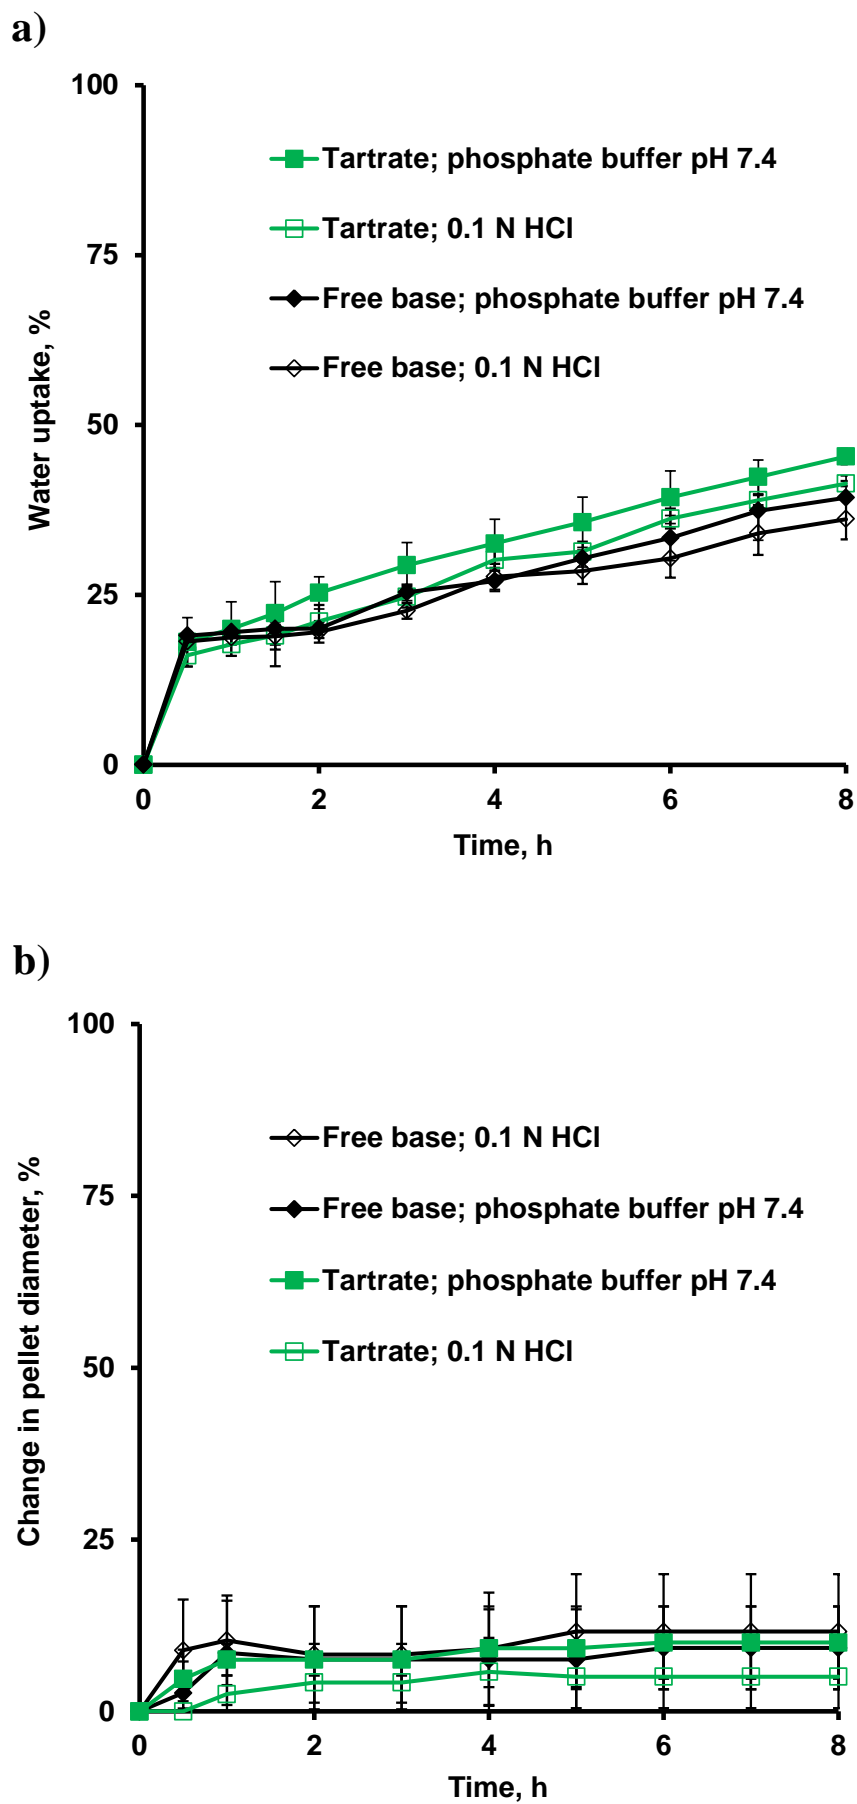 a)
100
Tartrate; phosphate buffer pH 7.4
Tartrate; 0.1 N HCl
75
Free base; phosphate buffer pH 7.4
Free base; 0.1 N HCl
Water uptake, %
50
25
0
0 2 4 6 8
Time, h
b)
100
Free base; 0.1 N HCl
75
Free base; phosphate buffer pH 7.4
Tartrate; phosphate buffer pH 7.4
Tartrate; 0.1 N HCl
Change in pellet diameter, %
50
25
0
0 2 4 6 8
Time, h